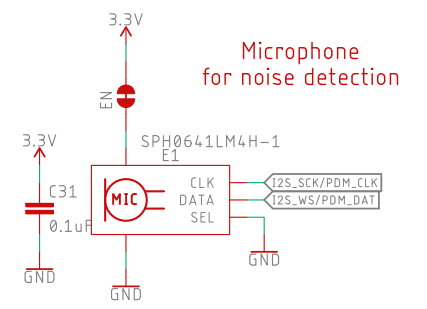 3.3V
Microphone
for noise detection
EN
3.3V
SPH0641LM4H-1
E1
C31
0.1uF
MIC
CLK
DATA
SEL
I2S_SCK/PDM_CLK
I2S_WS/PDM_DAT
GND
GND
GND